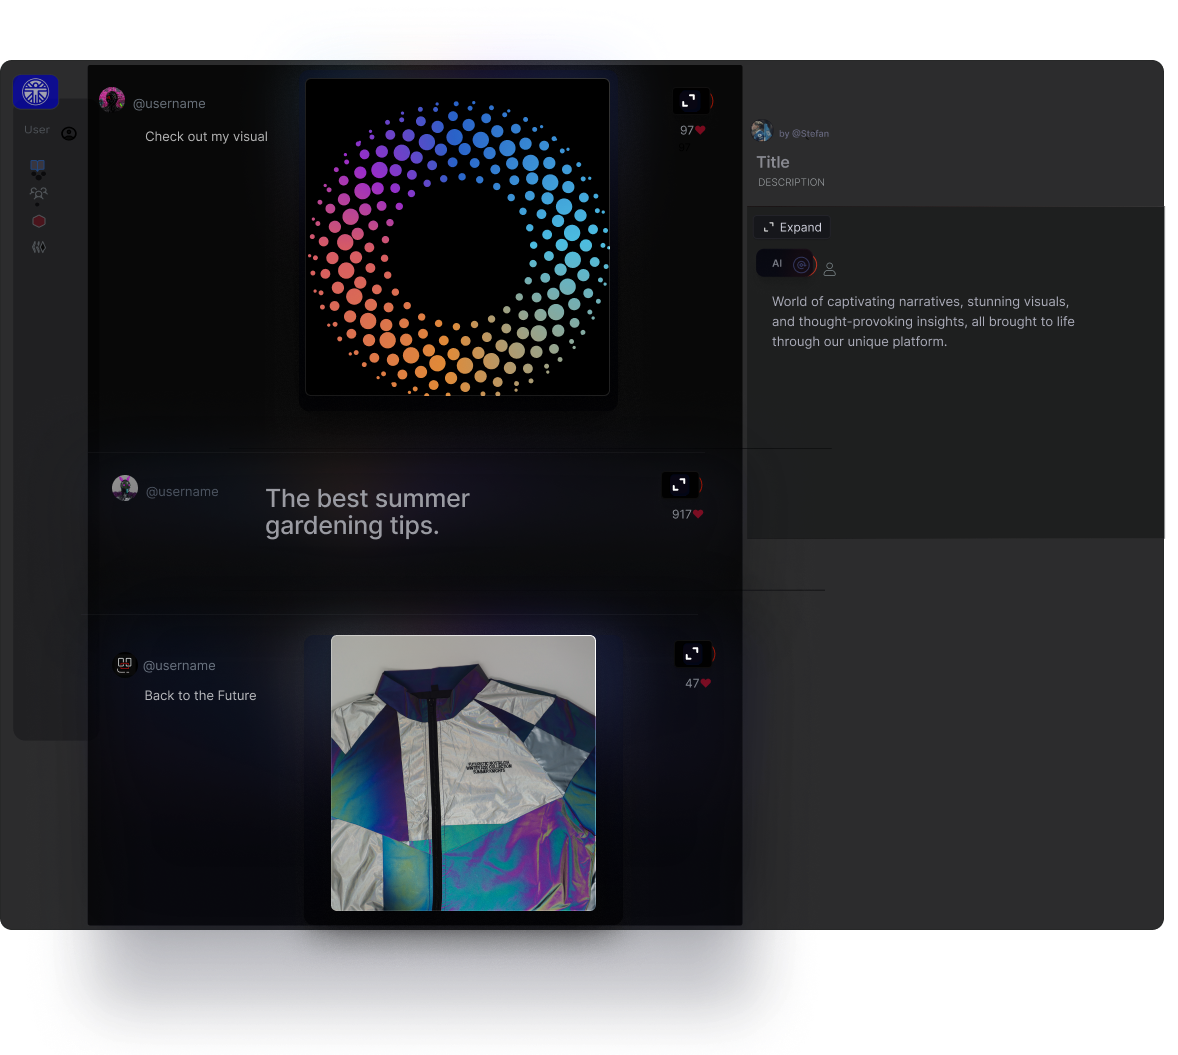 User
@username
Check out my visual
97
@username
The best summer
gardening tips.
917
@username
Back to the Future
47
by @Stefan
Title
DESCRIPTION
Expand
AI
World of captivating narratives, stunning visuals,
and thought-provoking insights, all brought to life
through our unique platform.